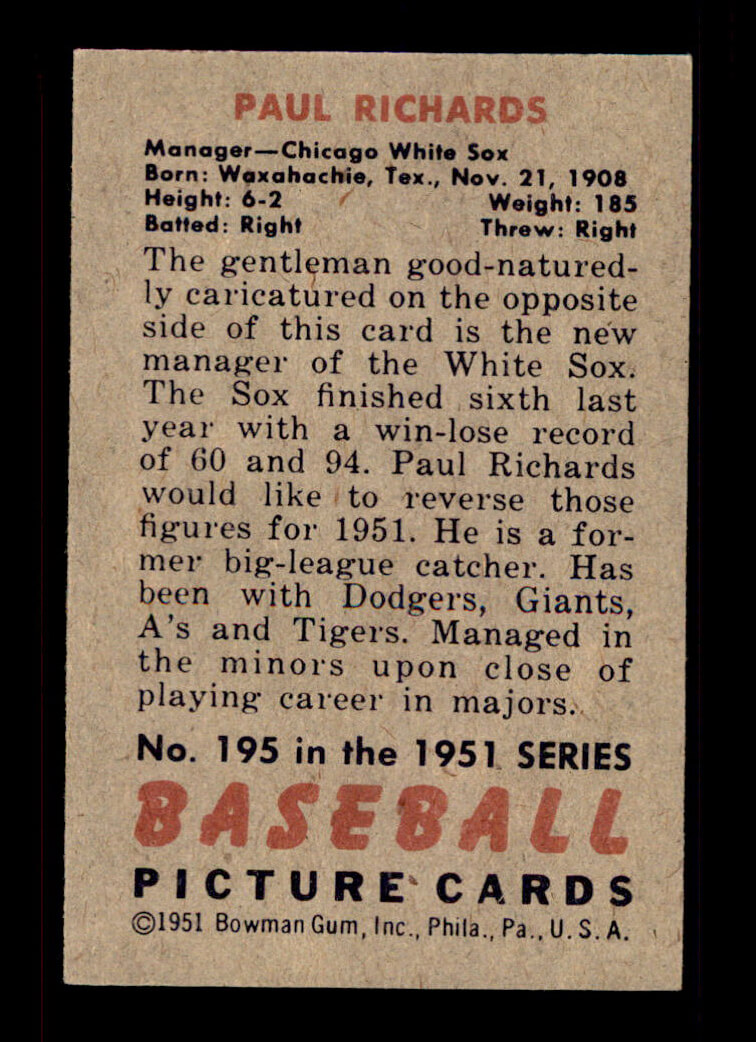 PAUL RICHARDS
Manager—Chicago White Sox
Born: Waxahachie, Tex., Nov. 21, 1908
Height: 6-2 Weight: 185
Batted: Right Threw: Right
The gentleman good-natured-
ly caricatured on the opposite
side of this card is the new
manager of the White Sox.
The Sox finished sixth last
year with a win-lose record
of 60 and 94. Paul Richards
would like to reverse those
figures for 1951. He is a for-
mer big-league catcher. Has
been with Dodgers, Giants,
A's and Tigers. Managed in
the minors upon close of
playing career in majors.
No. 195 in the 1951 SERIES
BASEBALL
PICTURE CARDS
©1951 Bowman Gum, Inc., Phila., Pa., U.S.A.